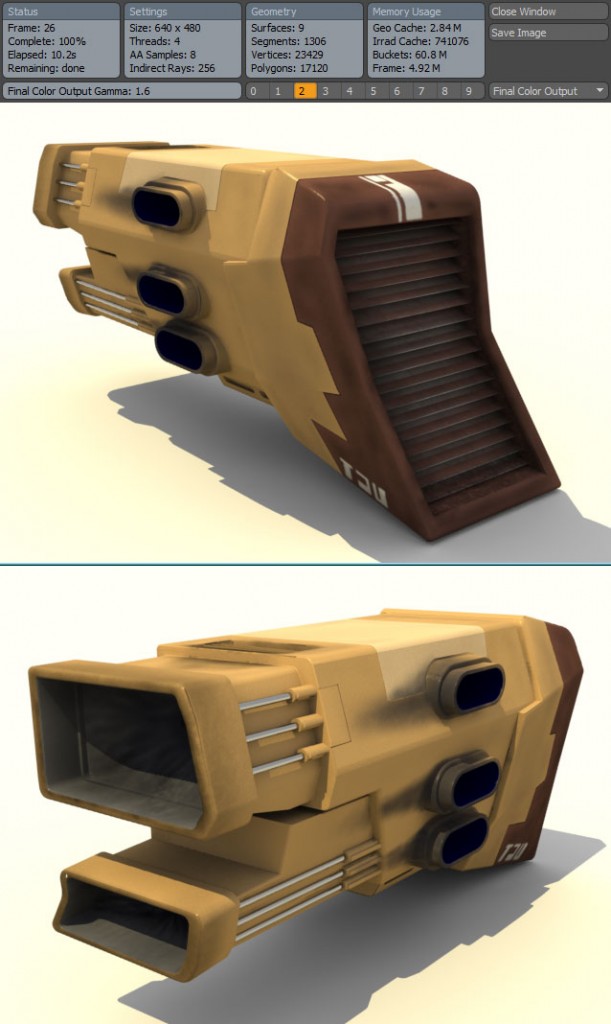 Status
Frame: 26
Complete: 100%
Elapsed: 10.2s
Remaining: done
Settings
Size: 640 x 480
Threads: 4
AA Samples: 8
Indirect Rays: 256
Geometry
Surfaces: 9
Segments: 1306
Vertices: 23429
Polygons: 17120
Memory Usage
Geo Cache: 2.84 M
Irrad Cache: 741076
Buckets: 60.8 M
Frame: 4.92 M
Close Window
Save Image
Final Color Output Gamma: 1.6
0 1 2 3 4 5 6 7 8 9
Final Color Output